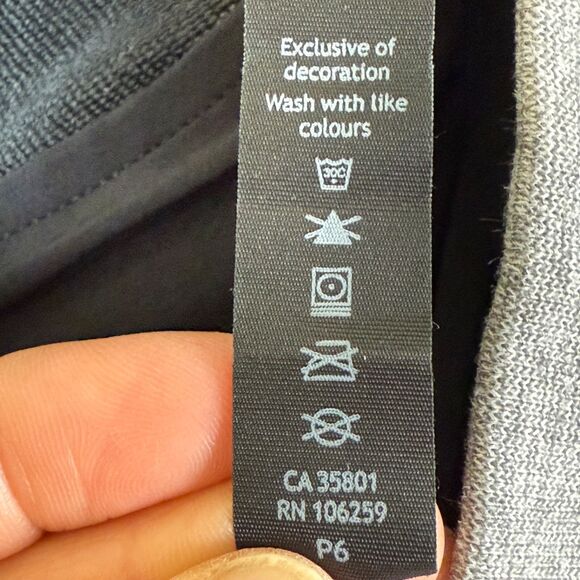 Exclusive of
decoration
Wash with like
colours
30C
CA 35801
RN 106259
P6